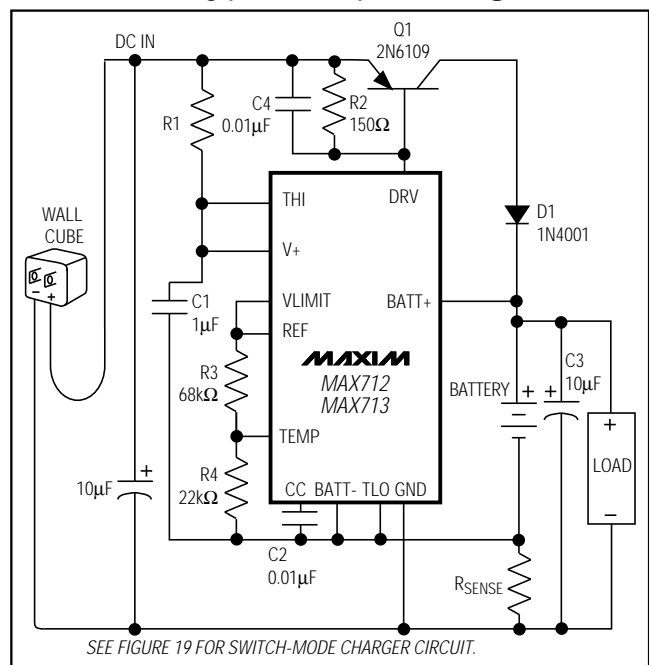 DC IN
Q1
2N6109
R1
C4
0.01µF
R2
150Ω
THI
DRV
D1
1N4001
WALL
CUBE
V+
C1
1µF
VLIMIT
BATT+
REF
MAXIM
MAX712
MAX713
R3
68kΩ
C3
10µF
BATTERY
+
+
+
LOAD
–
TEMP
R4
22kΩ
10µF
+
– +
CC BATT- TLO GND
C2
0.01µF
RSENSE
SEE FIGURE 19 FOR SWITCH-MODE CHARGER CIRCUIT.